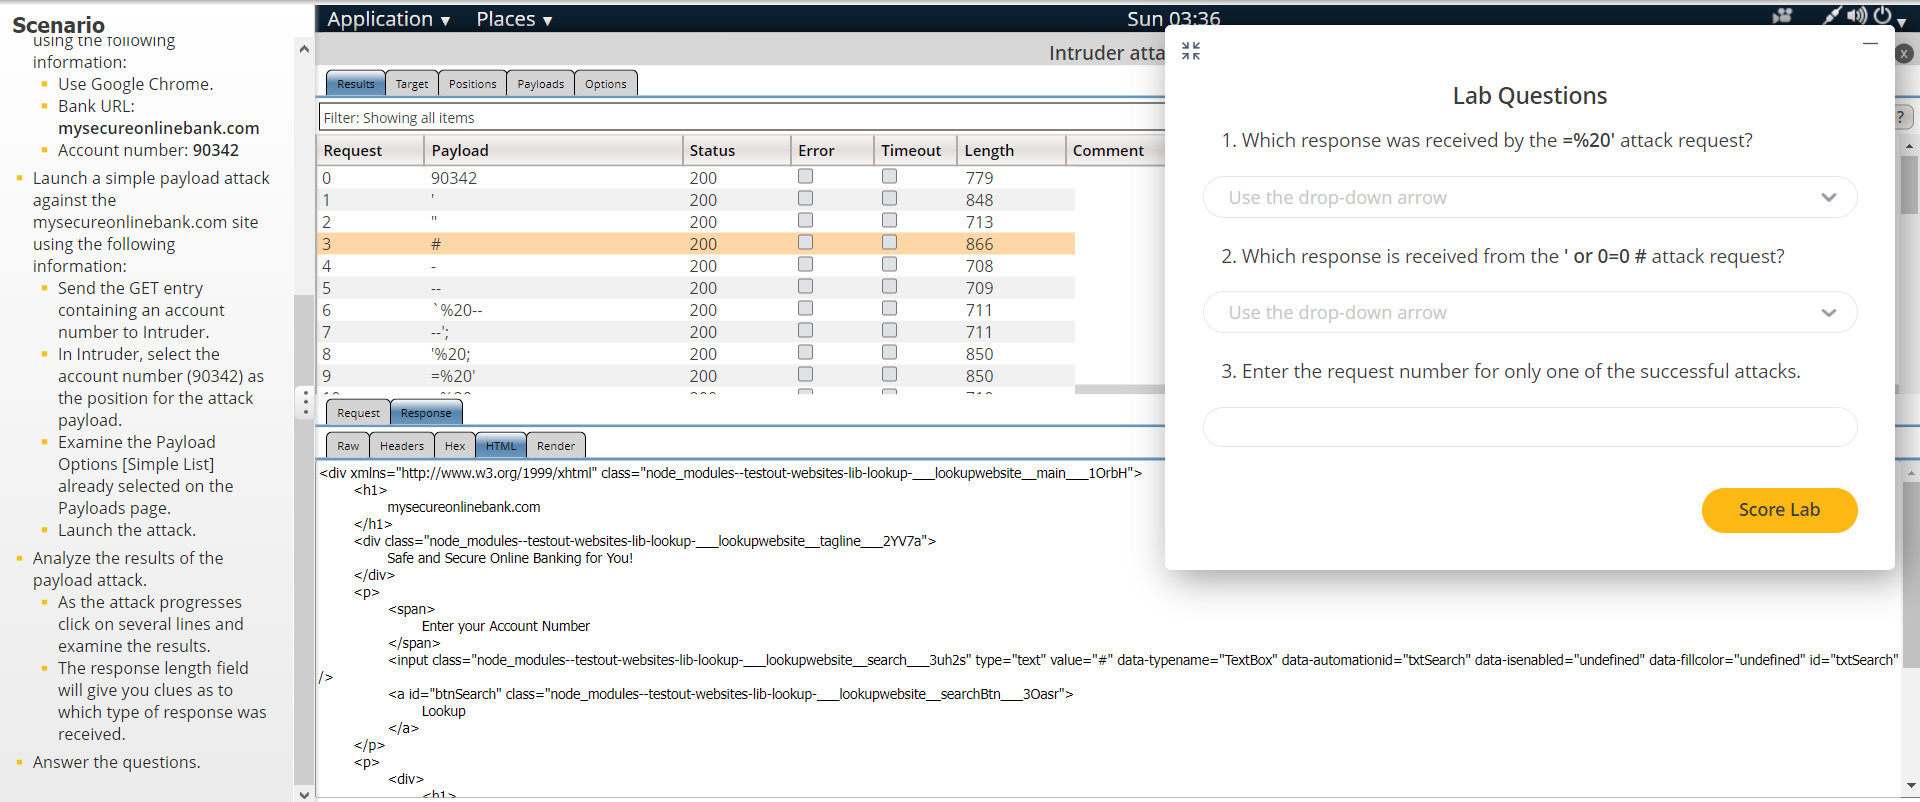 Scenario
using the following
information:
Use Google Chrome.
Bank URL:
mysecureonlinebank.com
Account number: 90342
Launch a simple payload attack
against the
mysecureonlinebank.com site
using the following
information:
Send the GET entry
containing an account
number to Intruder.
In Intruder, select the
account number (90342) as
the position for the attack
payload.
Examine the Payload
Options [Simple List]
already selected on the
Payloads page.
Launch the attack.
Analyze the results of the
payload attack.
As the attack progresses
click on several lines and
examine the results.
The response length field
will give you clues as to
which type of response was
received.
Answer the questions.
Application Places Sun 03:36
Intruder atta
Results Target Positions Payloads Options
Filter: Showing all items
Request Payload Status Error Timeout Length Comment
0 90342 200 779
1 ' 200 848
2 " 200 713
3 # 200 866
4 - 200 708
5 -- 200 709
6 `%20-- 200 711
7 --'; 200 711
8 '%20; 200 850
9 =%20' 200 850
Request Response
Raw Headers Hex HTML Render
<div xmlns="http://www.w3.org/1999/xhtml" class="node_modules--testout-websites-lib-lookup-___lookupwebsite__main___1OrbH">
<h1>
mysecureonlinebank.com
</h1>
<div class="node_modules--testout-websites-lib-lookup-___lookupwebsite__tagline___2YV7a">
Safe and Secure Online Banking for You!
</div>
<p>
<span>
Enter your Account Number
</span>
<input class="node_modules--testout-websites-lib-lookup-___lookupwebsite__search___3uh2s" type="text" value="#" data-typename="TextBox" data-automationid="txtSearch" data-isenabled="undefined" data-fillcolor="undefined" id="txtSearch"
/>
<a id="btnSearch" class="node_modules--testout-websites-lib-lookup-___lookupwebsite__searchBtn___3Oasr">
Lookup
</a>
</p>
<p>
<div>
<h1>
x
?
Lab Questions
1. Which response was received by the =%20' attack request?
Use the drop-down arrow
2. Which response is received from the ' or 0=0 # attack request?
Use the drop-down arrow
3. Enter the request number for only one of the successful attacks.
Score Lab